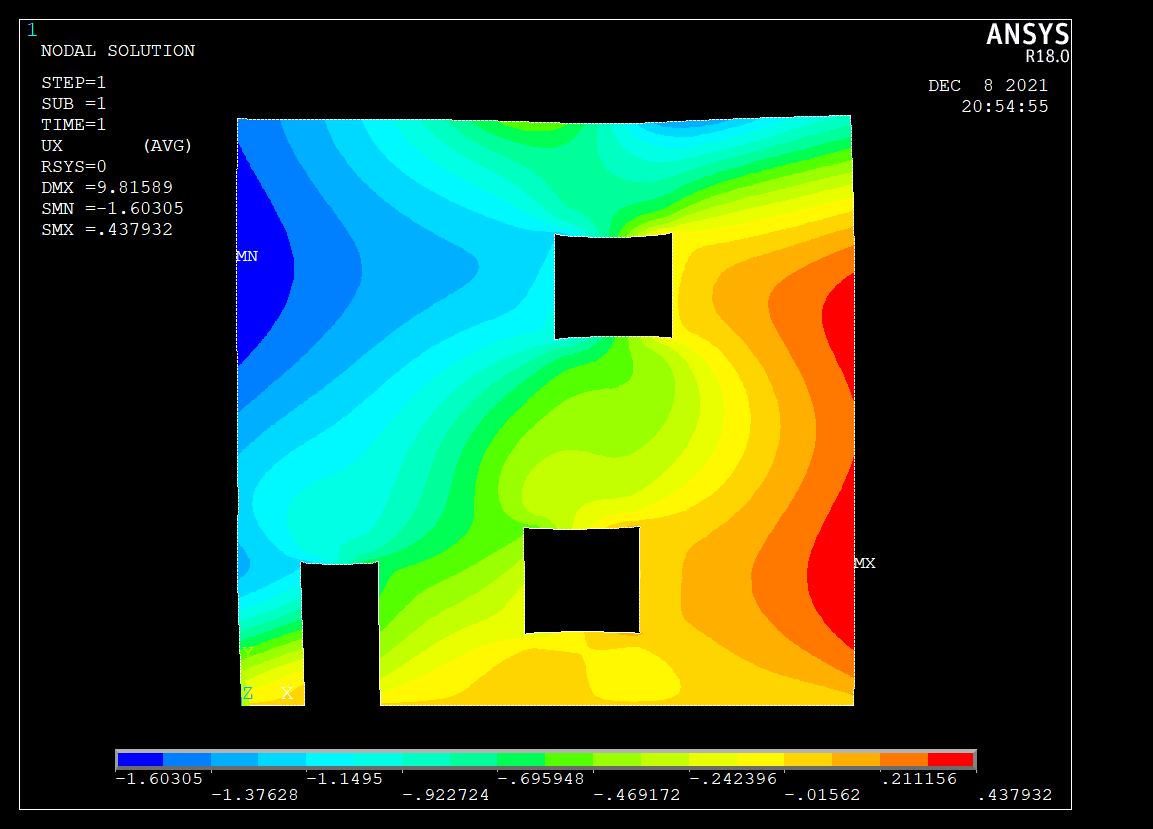 1
NODAL SOLUTION
STEP=1
SUB =1
TIME=1
UX (AVG)
RSYS=0
DMX =9.81589
SMN =-1.60305
SMX =.437932
ANSYS
R18.0
DEC 8 2021
20:54:55
MN
MX
Z X
-1.60305 -1.1495 -.695948 -.242396 .211156
-1.37628 -.922724 -.469172 -.01562 .437932